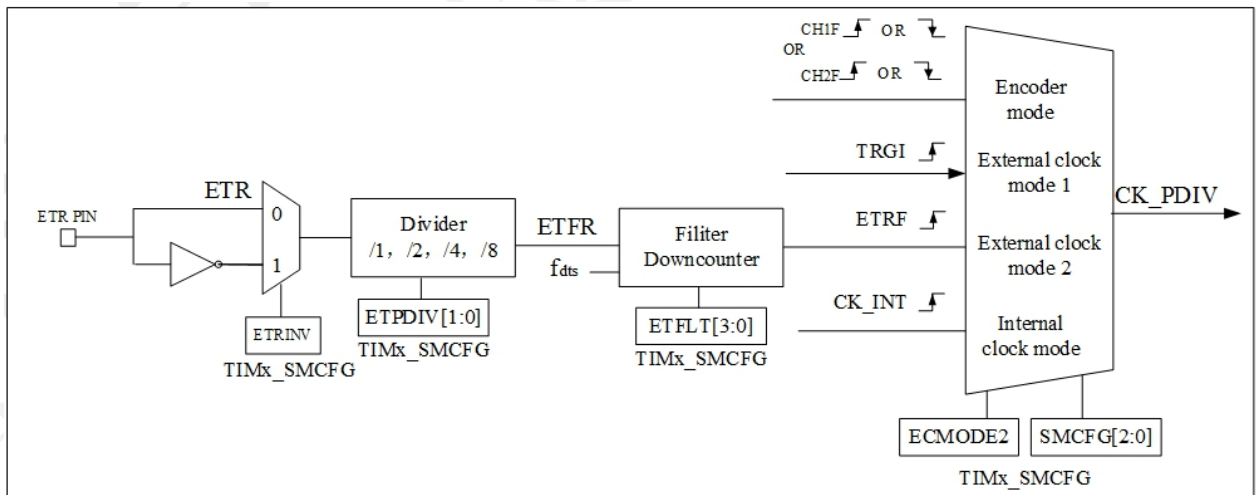 CH1F OR
OR
CH2F OR
Encoder
mode
TRGI
External clock
mode 1
ETR
ETR PIN
0
1
Divider
/1, /2, /4, /8
ETFR
fdts
Filiter
Downcounter
ETRF
External clock
mode 2
CK_PDIV
CK_INT
Internal
clock mode
ETRINV
TIMx_SMCFG
ETPDIV[1:0]
TIMx_SMCFG
ETFLT[3:0]
TIMx_SMCFG
ECMODE2
SMCFG[2:0]
TIMx_SMCFG